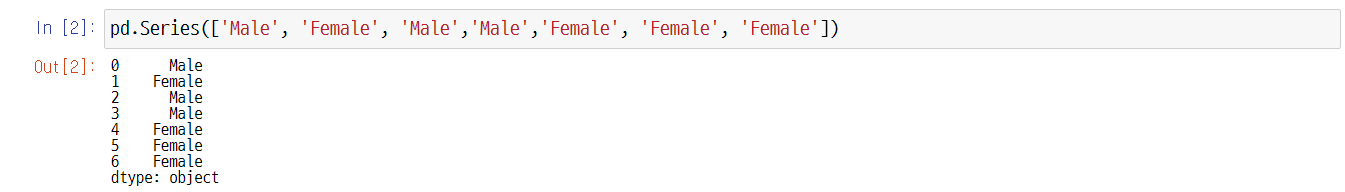 In [2]: pd.Series(['Male', 'Female', 'Male','Male','Female', 'Female', 'Female'])
Out[2]: 0 Male
1 Female
2 Male
3 Male
4 Female
5 Female
6 Female
dtype: object